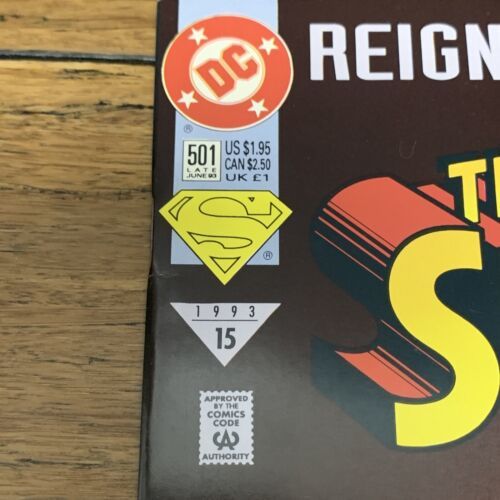 DC
®
REIGN
501
LATE
JUNE 93
US $1.95
CAN $2.50
UK £1
S
®
1993
15
APPROVED
BY THE
COMICS
CODE
CA
AUTHORITY
T
S